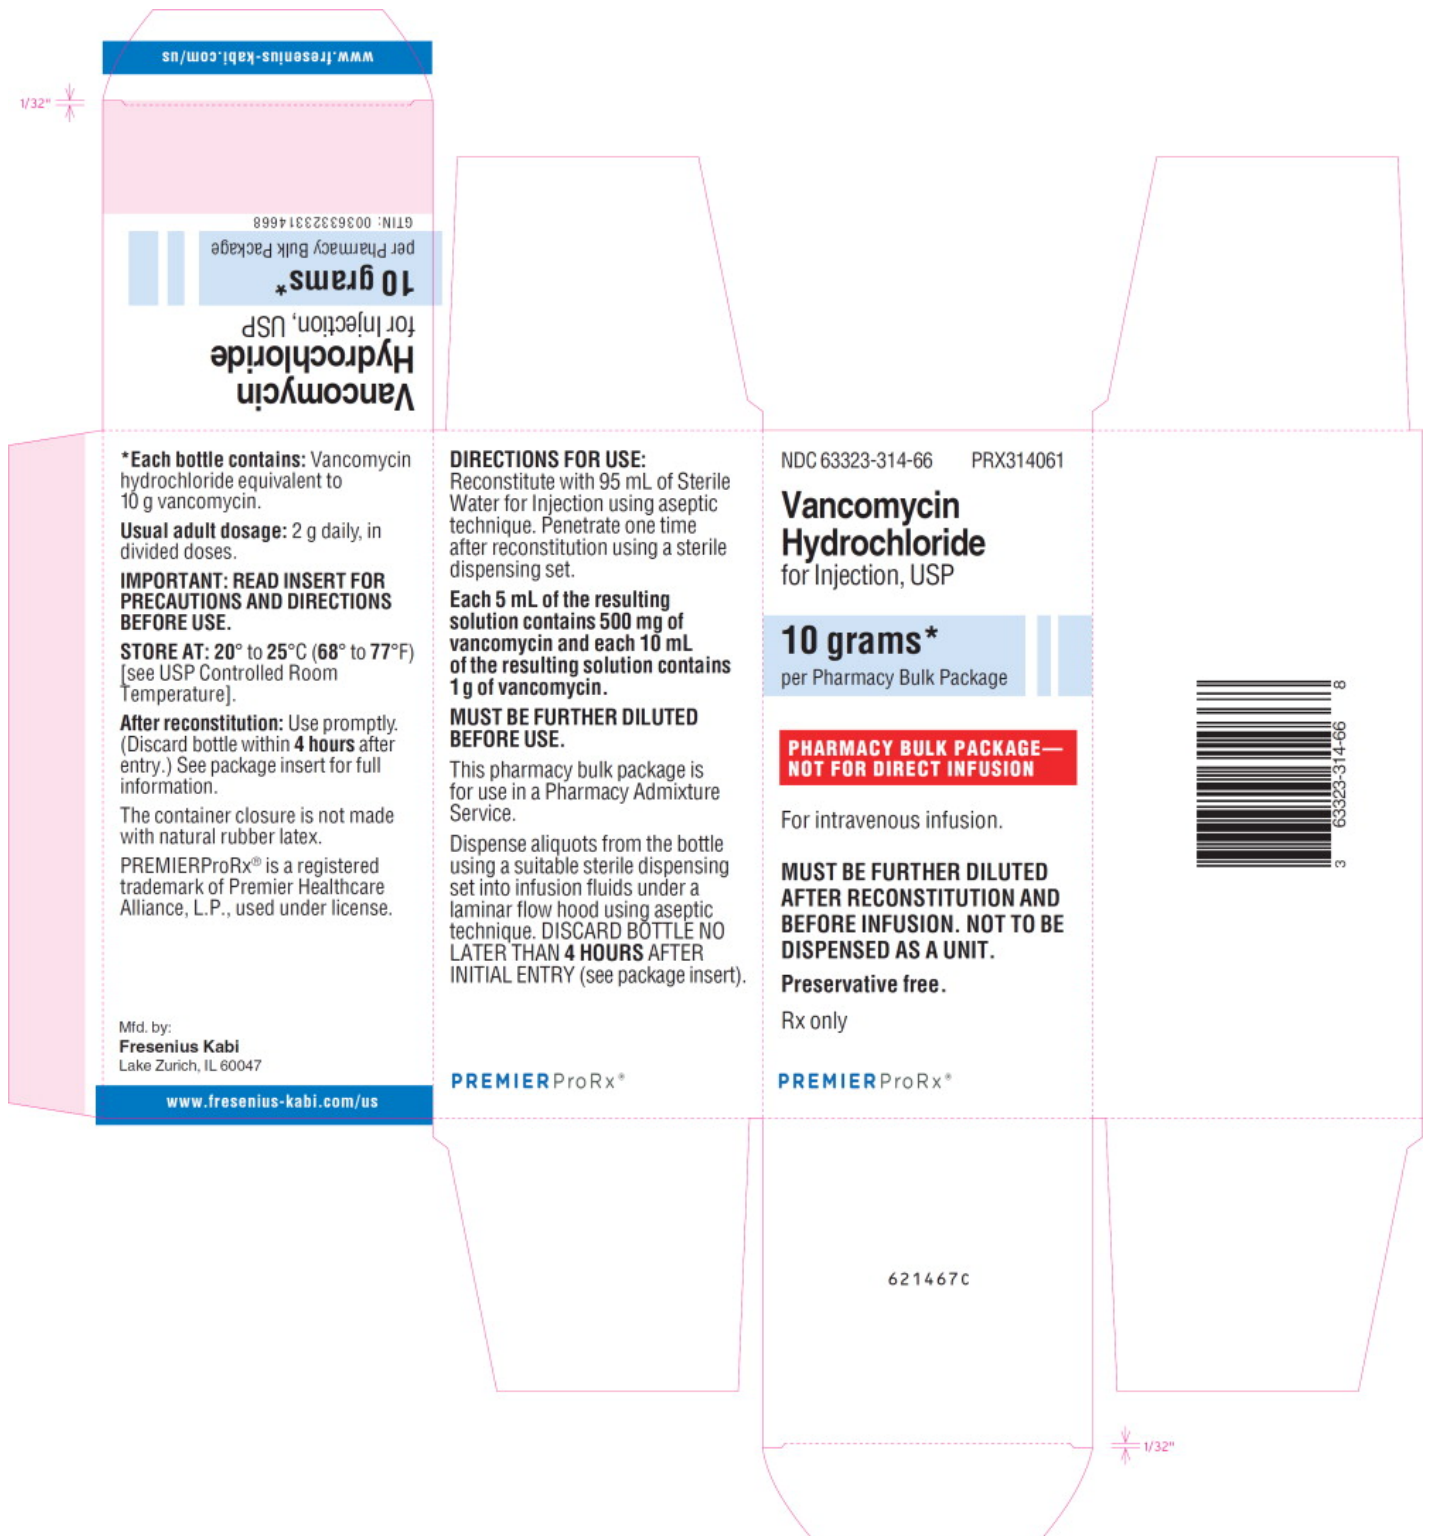 www.fresenius-kabi.com/us
1/32"
Vancomycin
Hydrochloride
for Injection, USP
10 grams*
per Pharmacy Bulk Package
GTIN: 00363323314668
*Each bottle contains: Vancomycin
hydrochloride equivalent to
10 g vancomycin.
Usual adult dosage: 2 g daily, in
divided doses.
IMPORTANT: READ INSERT FOR
PRECAUTIONS AND DIRECTIONS
BEFORE USE.
STORE AT: 20° to 25°C (68° to 77°F)
[see USP Controlled Room
Temperature].
After reconstitution: Use promptly.
(Discard bottle within 4 hours after
entry.) See package insert for full
information.
The container closure is not made
with natural rubber latex.
PREMIERProRx® is a registered
trademark of Premier Healthcare
Alliance, L.P., used under license.
Mfd. by:
Fresenius Kabi
Lake Zurich, IL 60047
www.fresenius-kabi.com/us
DIRECTIONS FOR USE:
Reconstitute with 95 mL of Sterile
Water for Injection using aseptic
technique. Penetrate one time
after reconstitution using a sterile
dispensing set.
Each 5 mL of the resulting
solution contains 500 mg of
vancomycin and each 10 mL
of the resulting solution contains
1 g of vancomycin.
MUST BE FURTHER DILUTED
BEFORE USE.
This pharmacy bulk package is
for use in a Pharmacy Admixture
Service.
Dispense aliquots from the bottle
using a suitable sterile dispensing
set into infusion fluids under a
laminar flow hood using aseptic
technique. DISCARD BOTTLE NO
LATER THAN 4 HOURS AFTER
INITIAL ENTRY (see package insert).
PREMIERProRx®
NDC 63323-314-66 PRX314061
Vancomycin
Hydrochloride
for Injection, USP
10 grams*
per Pharmacy Bulk Package
PHARMACY BULK PACKAGE—
NOT FOR DIRECT INFUSION
For intravenous infusion.
MUST BE FURTHER DILUTED
AFTER RECONSTITUTION AND
BEFORE INFUSION. NOT TO BE
DISPENSED AS A UNIT.
Preservative free.
Rx only
PREMIERProRx®
3 63323-314-66 8
621467C
1/32"